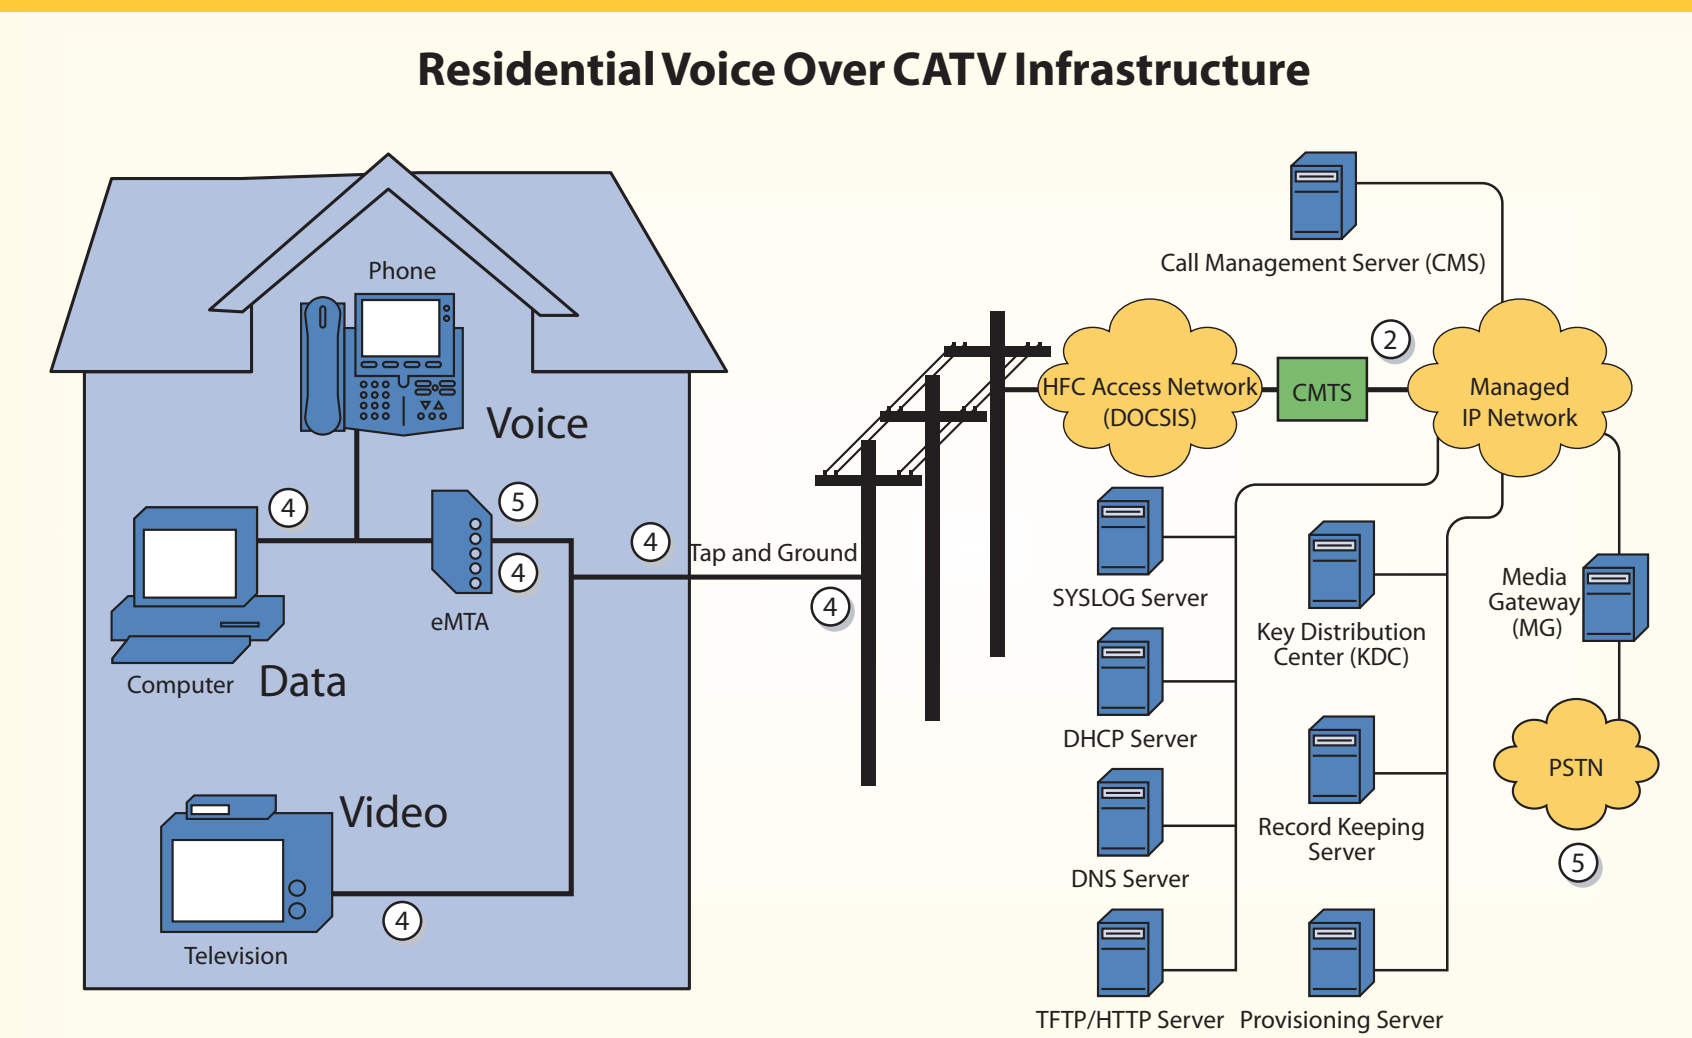 Residential Voice Over CATV Infrastructure
Phone
Voice
4
5
4
eMTA
Computer
Data
Video
4
Television
4
Tap and Ground
4
Call Management Server (CMS)
HFC Access Network
(DOCSIS)
CMTS
2
Managed
IP Network
SYSLOG Server
DHCP Server
DNS Server
TFTP/HTTP Server
Key Distribution
Center (KDC)
Record Keeping
Server
Provisioning Server
Media
Gateway
(MG)
PSTN
5